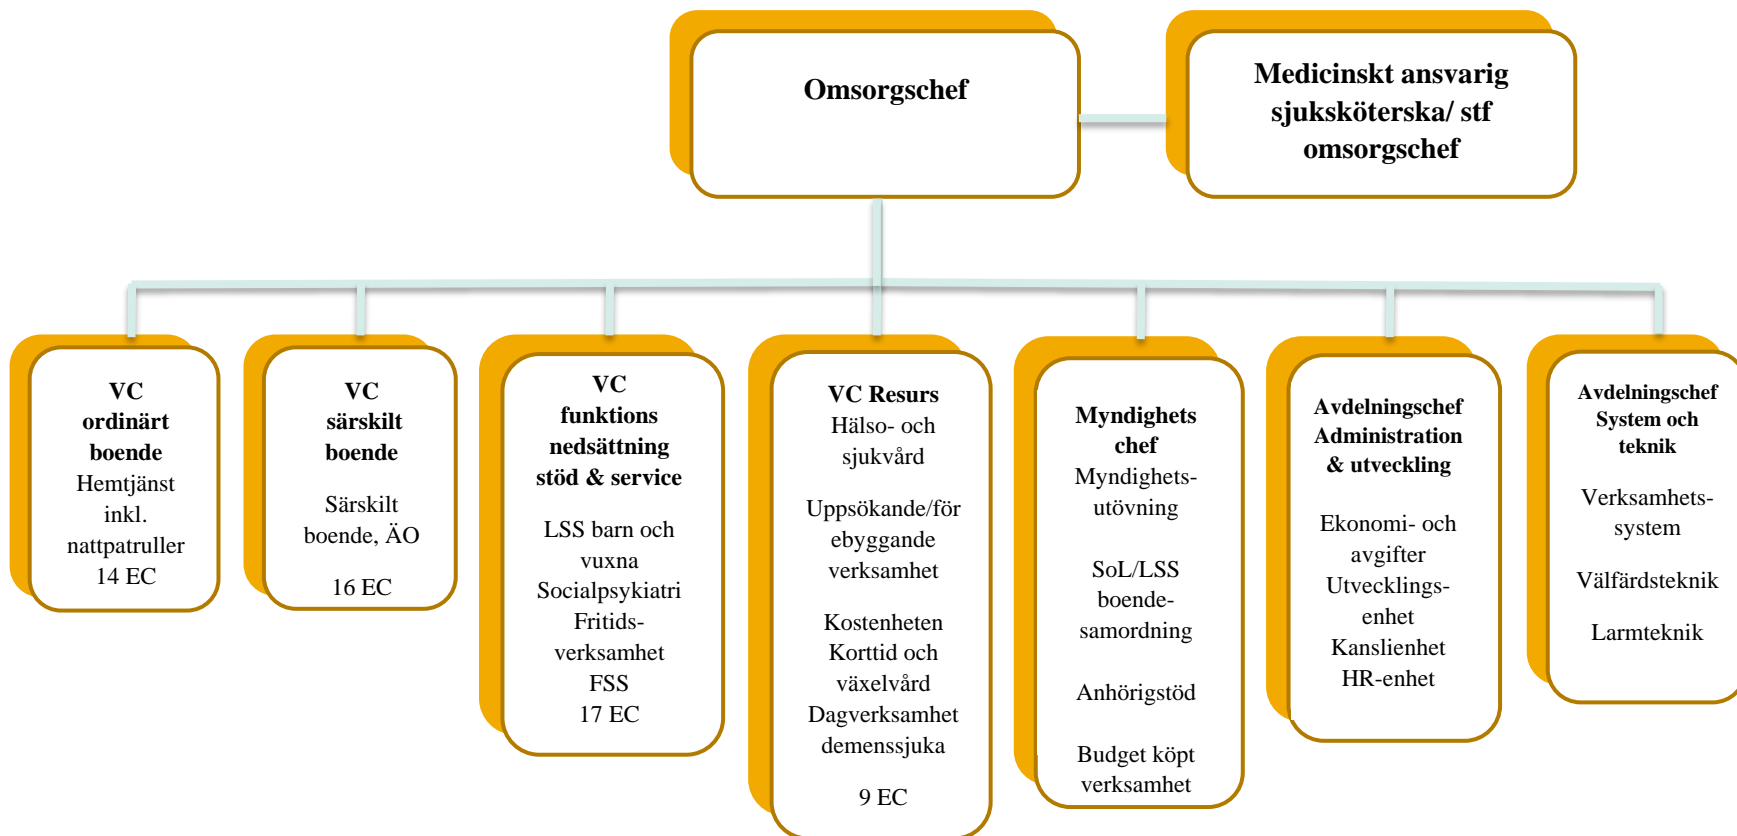 Omsorgschef
Medicinskt ansvarig
sjuksköterska/ stf
omsorgschef
VC
ordinärt
boende
Hemtjänst
inkl.
nattpatruller
14 EC
VC
särskilt
boende
Särskilt
boende, ÄO
16 EC
VC
funktions
nedsättning
stöd & service
LSS barn och
vuxna
Socialpsykiatri
Fritids-
verksamhet
FSS
17 EC
VC Resurs
Hälso- och
sjukvård
Uppsökande/för
ebyggande
verksamhet
Kostenheten
Korttid och
växelvård
Dagverksamhet
demenssjuka
9 EC
Myndighets
chef
Myndighets-
utövning
SoL/LSS
boende-
samordning
Anhörigstöd
Budget köpt
verksamhet
Avdelningschef
Administration
& utveckling
Ekonomi- och
avgifter
Utvecklings-
enhet
Kanslienhet
HR-enhet
Avdelningschef
System och
teknik
Verksamhets-
system
Välfärdsteknik
Larmteknik